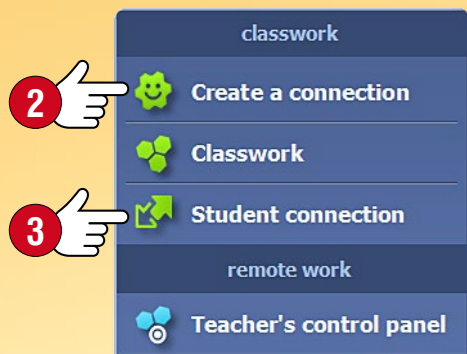 classwork
2
Create a connection
Classwork
3
Student connection
remote work
Teacher's control panel